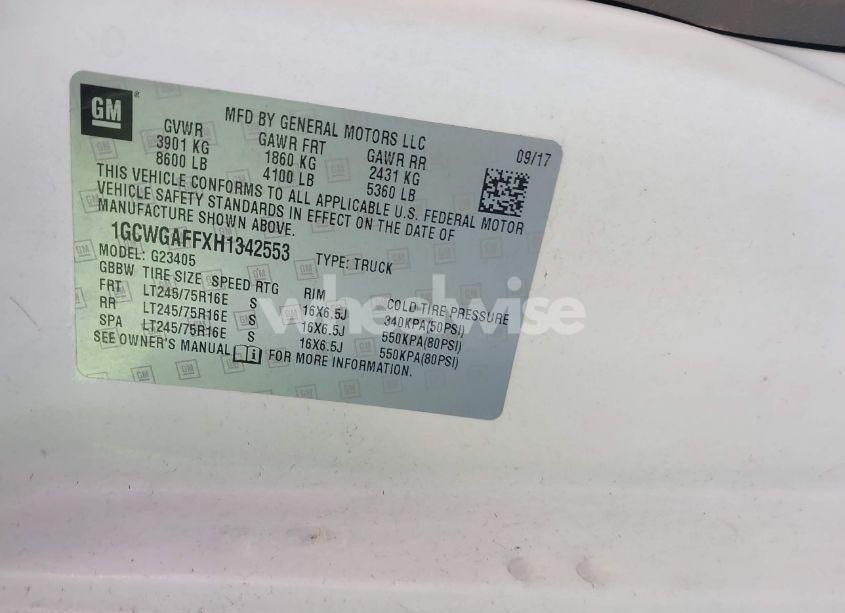 GM
MFD BY GENERAL MOTORS LLC
09/17
GVWR GAWR FRT GAWR RR
3901 KG 1860 KG 2431 KG
8600 LB 4100 LB 5360 LB
THIS VEHICLE CONFORMS TO ALL APPLICABLE U.S. FEDERAL MOTOR
VEHICLE SAFETY STANDARDS IN EFFECT ON THE DATE OF
MANUFACTURE SHOWN ABOVE.
1GCWGAFFXH1342553 TYPE: TRUCK
MODEL: G23405
GBBW TIRE SIZE SPEED RTG RIM COLD TIRE PRESSURE
FRT LT245/75R16E S 16X6.5J 340KPA(50PSI)
RR LT245/75R16E S 16X6.5J 550KPA(80PSI)
SPA LT245/75R16E S 16X6.5J 550KPA(80PSI)
SEE OWNER'S MANUAL FOR MORE INFORMATION.
wheelwise